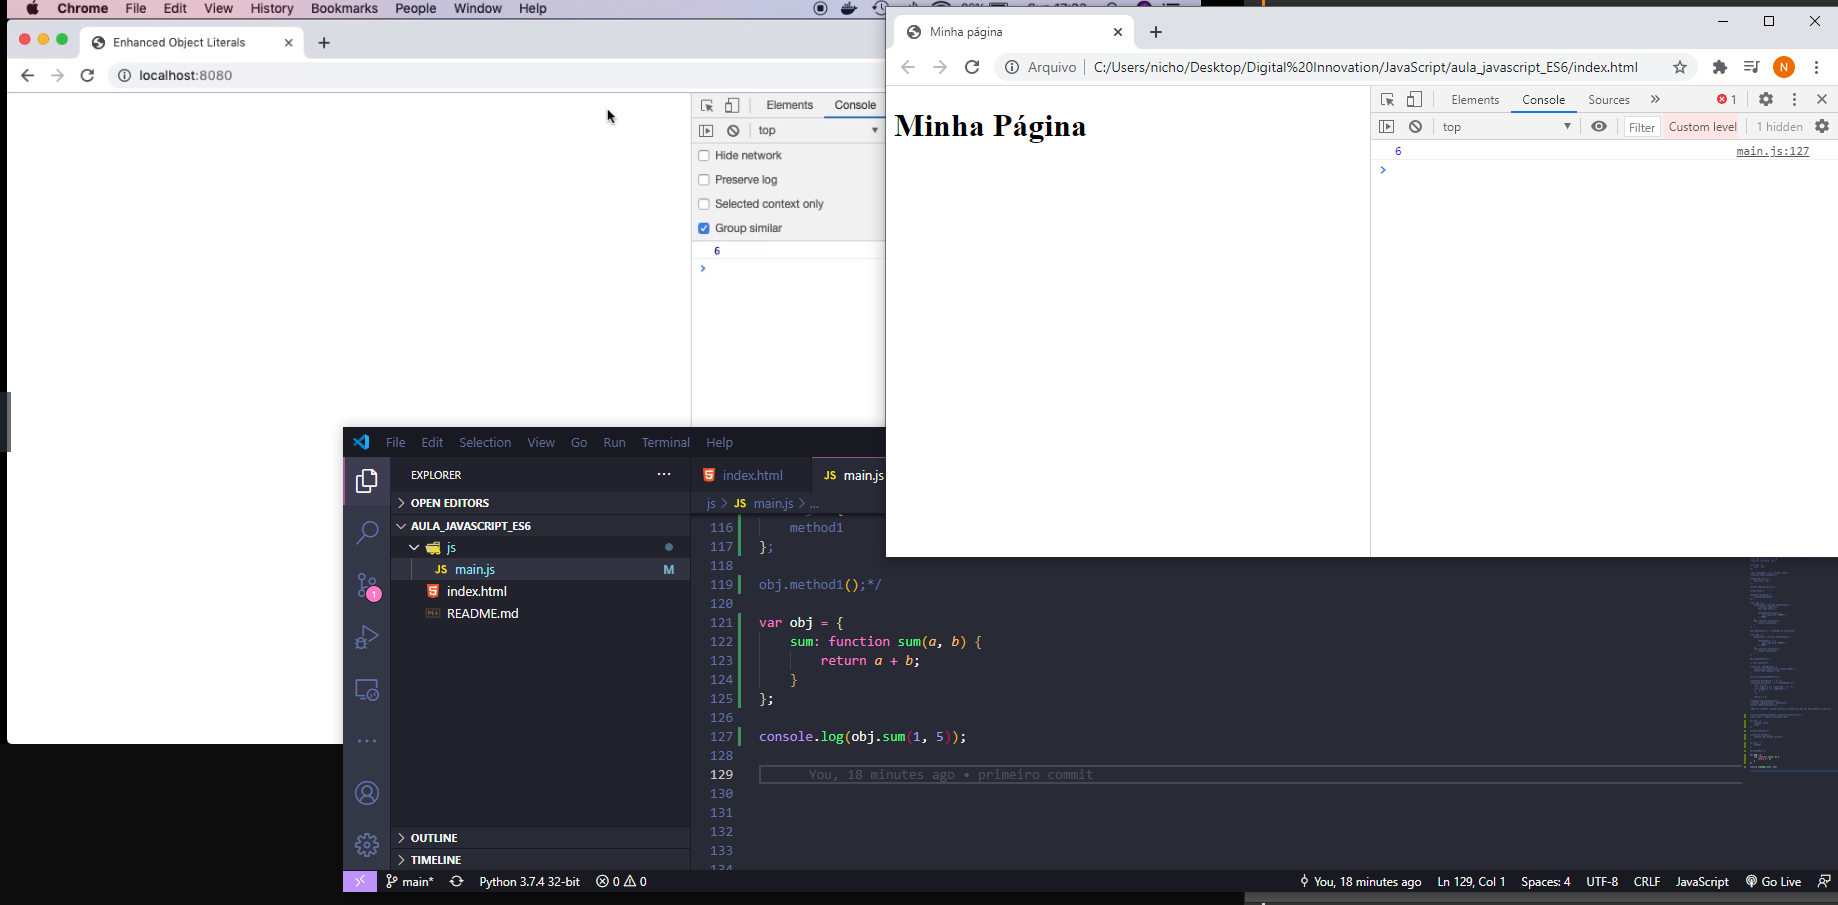 Chrome File Edit View History Bookmarks People Window Help
Enhanced Object Literals
localhost:8080
Elements Console
top
Hide network
Preserve log
Selected context only
Group similar
6
Minha página
Arquivo C:/Users/nicho/Desktop/Digital%20Innovation/JavaScript/aula_javascript_ES6/index.html
N
Minha Página
Elements Console Sources 1
top Filter Custom level 1 hidden
6 main.js:127
File Edit Selection View Go Run Terminal Help
EXPLORER
OPEN EDITORS
AULA_JAVASCRIPT_ES6
js
JS main.js M
index.html
README.md
1
OUTLINE
TIMELINE
index.html JS main.js
js > JS main.js > ...
116 method1
117 };
118
119 obj.method1();*/
120
121 var obj = {
122 sum: function sum(a, b) {
123 return a + b;
124 }
125 };
126
127 console.log(obj.sum(1, 5));
128
129 You, 18 minutes ago • primeiro commit
130
131
132
133
134
main* Python 3.7.4 32-bit 0 0 You, 18 minutes ago Ln 129, Col 1 Spaces: 4 UTF-8 CRLF JavaScript Go Live